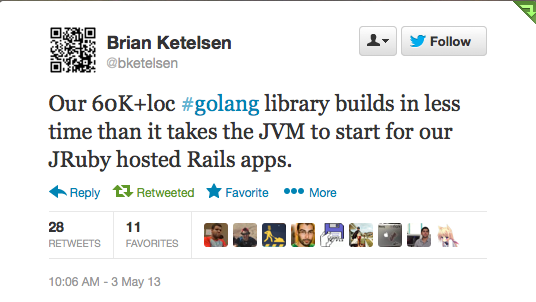 Brian Ketelsen
@bketelsen
Follow
Our 60K+loc #golang library builds in less
time than it takes the JVM to start for our
JRuby hosted Rails apps.
Reply Retweeted Favorite More
28 11
RETWEETS FAVORITES
10:06 AM - 3 May 13